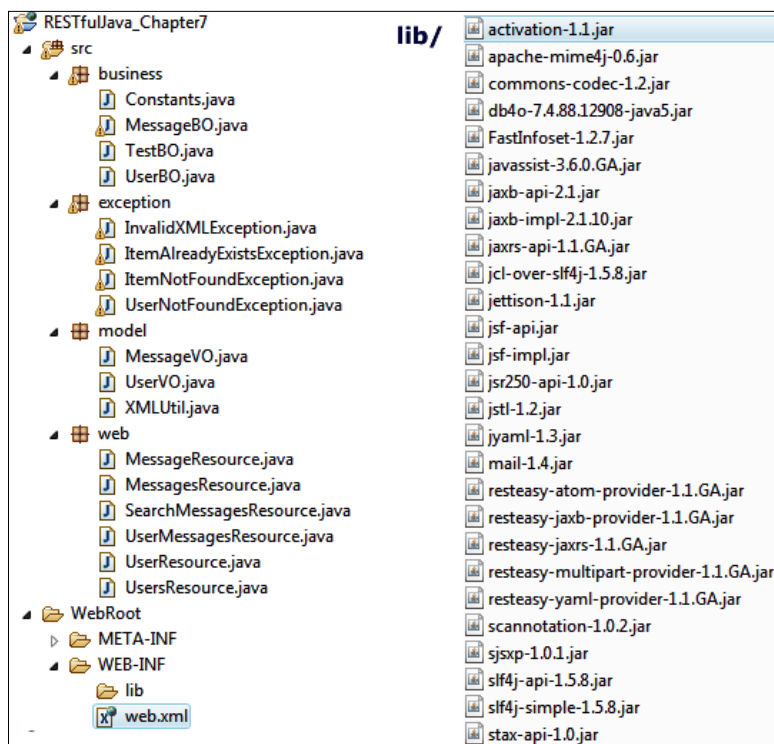 RESTfulJava_Chapter7
src
business
Constants.java
MessageBO.java
TestBO.java
UserBO.java
exception
InvalidXMLException.java
ItemAlreadyExistsException.java
ItemNotFoundException.java
UserNotFoundException.java
model
MessageVO.java
UserVO.java
XMLUtil.java
web
MessageResource.java
MessagesResource.java
SearchMessagesResource.java
UserMessagesResource.java
UserResource.java
UsersResource.java
WebRoot
META-INF
WEB-INF
lib
web.xml
lib/
activation-1.1.jar
apache-mime4j-0.6.jar
commons-codec-1.2.jar
db4o-7.4.88.12908-java5.jar
FastInfoset-1.2.7.jar
javassist-3.6.0.GA.jar
jaxb-api-2.1.jar
jaxb-impl-2.1.10.jar
jaxrs-api-1.1.GA.jar
jcl-over-slf4j-1.5.8.jar
jettison-1.1.jar
jsf-api.jar
jsf-impl.jar
jsr250-api-1.0.jar
jstl-1.2.jar
jyaml-1.3.jar
mail-1.4.jar
resteasy-atom-provider-1.1.GA.jar
resteasy-jaxb-provider-1.1.GA.jar
resteasy-jaxrs-1.1.GA.jar
resteasy-multipart-provider-1.1.GA.jar
resteasy-yaml-provider-1.1.GA.jar
scannotation-1.0.2.jar
sjsxp-1.0.1.jar
slf4j-api-1.5.8.jar
slf4j-simple-1.5.8.jar
stax-api-1.0.jar